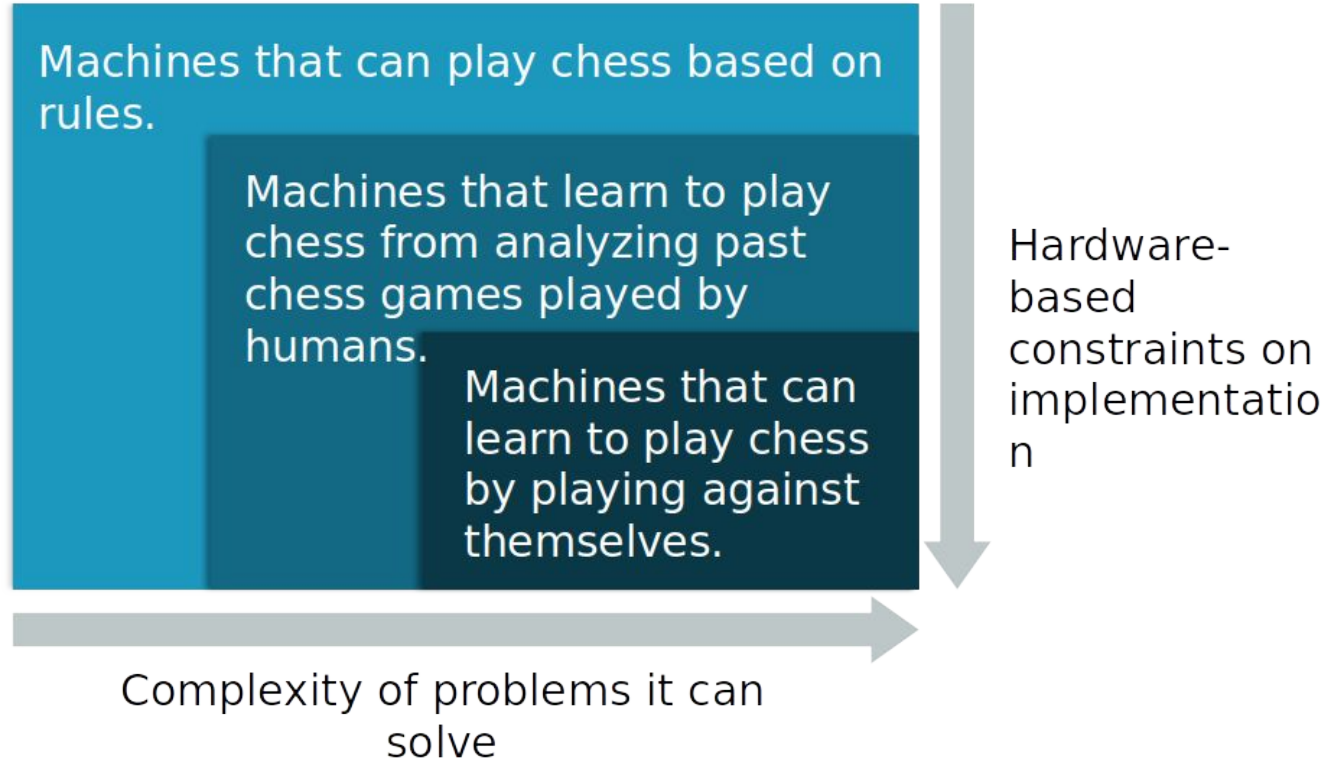 Machines that can play chess based on
rules.
Machines that learn to play
chess from analyzing past
chess games played by
humans.
Machines that can
learn to play chess
by playing against
themselves.
Hardware-
based
constraints on
implementatio
n
Complexity of problems it can
solve